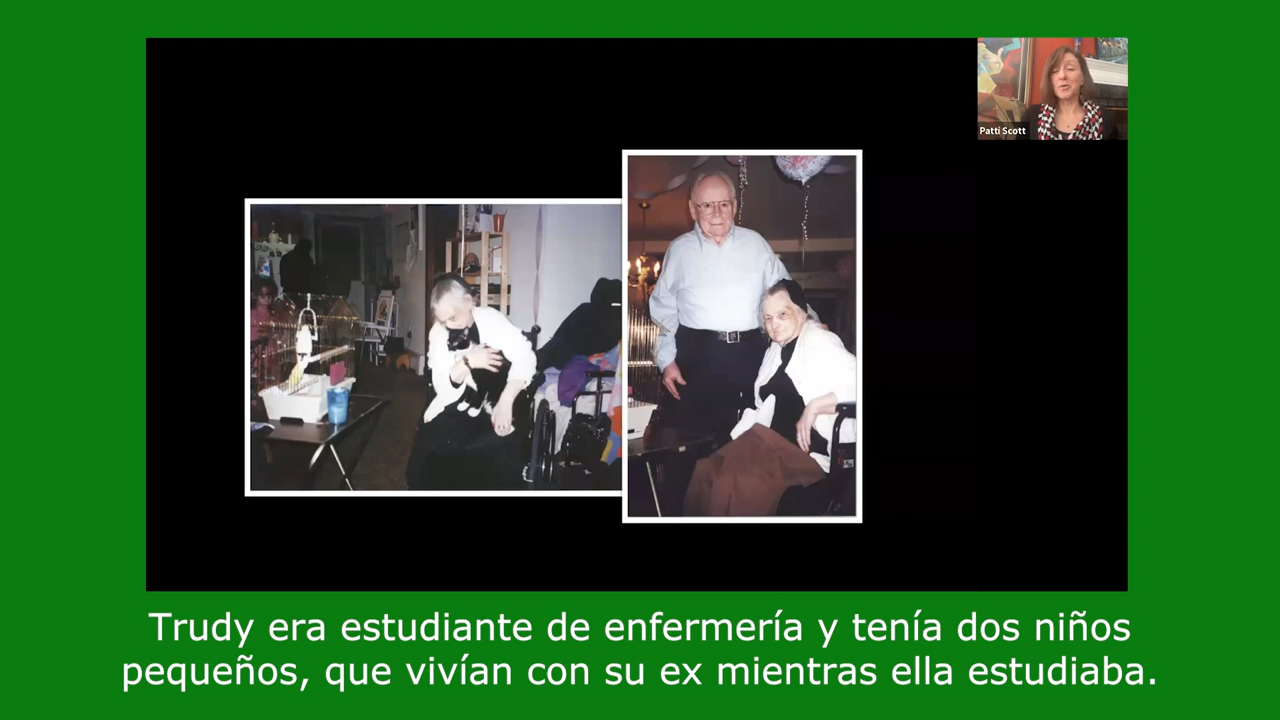 Patti Scott
Trudy era estudiante de enfermería y tenía dos niños
pequeños, que vivían con su ex mientras ella estudiaba.